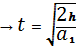 → t = √(2h/a₁)